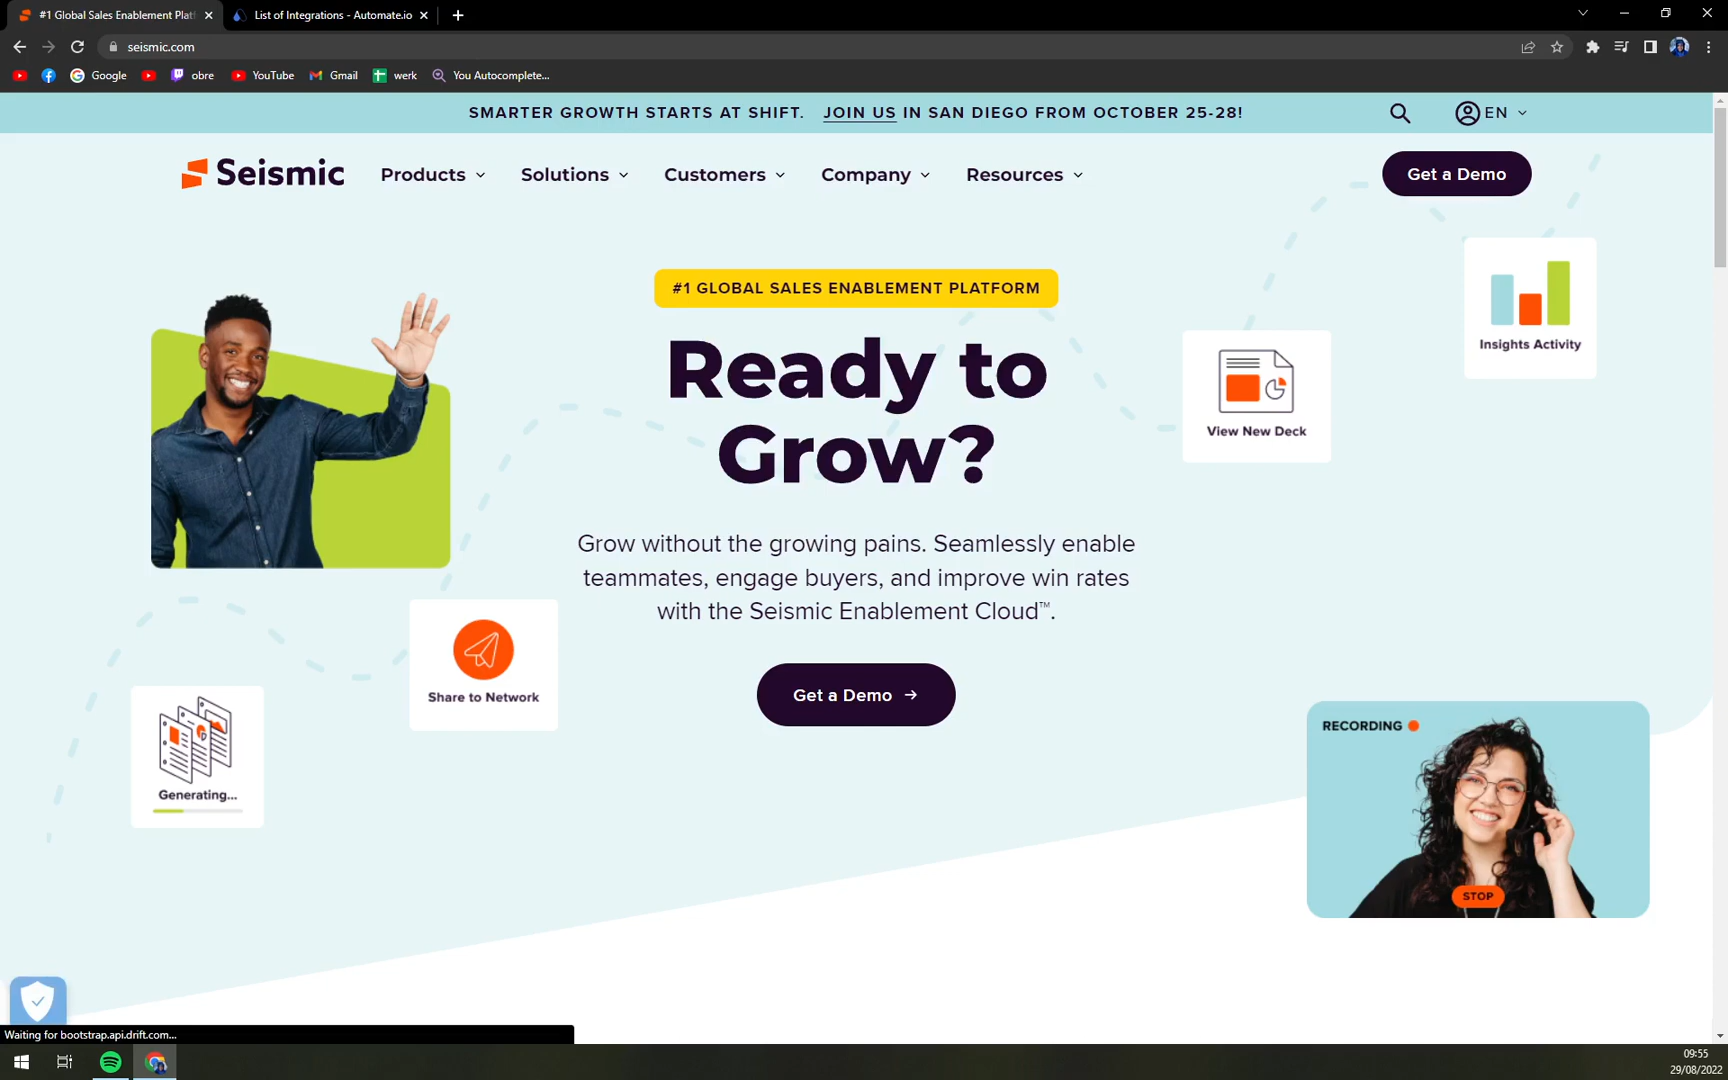 #1 Global Sales Enablement Plat
List of Integrations - Automate.io
seismic.com
Google
obre
YouTube
Gmail
werk
You Autocomplete...
SMARTER GROWTH STARTS AT SHIFT. JOIN US IN SAN DIEGO FROM OCTOBER 25-28!
EN
Seismic
Products
Solutions
Customers
Company
Resources
Get a Demo
#1 GLOBAL SALES ENABLEMENT PLATFORM
Ready to
Grow?
Insights Activity
View New Deck
Grow without the growing pains. Seamlessly enable
teammates, engage buyers, and improve win rates
with the Seismic Enablement Cloud™.
Share to Network
Get a Demo →
RECORDING
Generating...
STOP
Waiting for bootstrap.api.drift.com...
09:55
29/08/2022